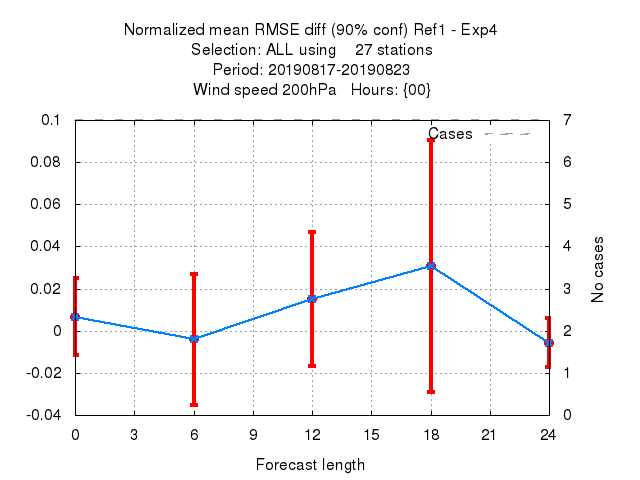 Normalized mean RMSE diff (90% conf) Ref1 - Exp4
Selection: ALL using    27 stations
Period: 20190817-20190823
Wind speed 200hPa   Hours: {00}
0.1
0.08
0.06
0.04
0.02
0
-0.02
-0.04
Cases
7
6
5
4
3
2
1
0
No cases
0 3 6 9 12 15 18 21 24
Forecast length